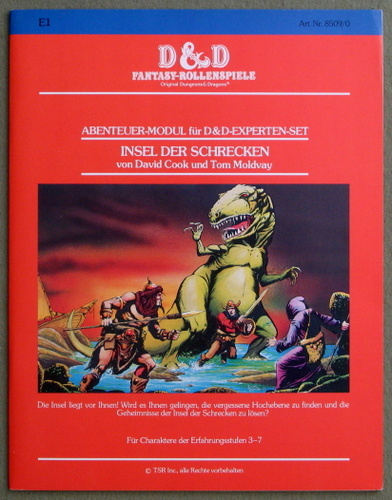 E1
Art. Nr. 8509/0
D&D
FANTASY-ROLLENSPIELE
Original Dungeons & Dragons®
ABENTEUER-MODUL für D&D-EXPERTEN-SET
INSEL DER SCHRECKEN
von David Cook und Tom Moldvay
Die Insel liegt vor Ihnen! Wird es Ihnen gelingen, die vergessene Hochebene zu finden und die
Geheimnisse der Insel der Schrecken zu lösen?
Für Charaktere der Erfahrungsstufen 3–7
© TSR Inc., alle Rechte vorbehalten